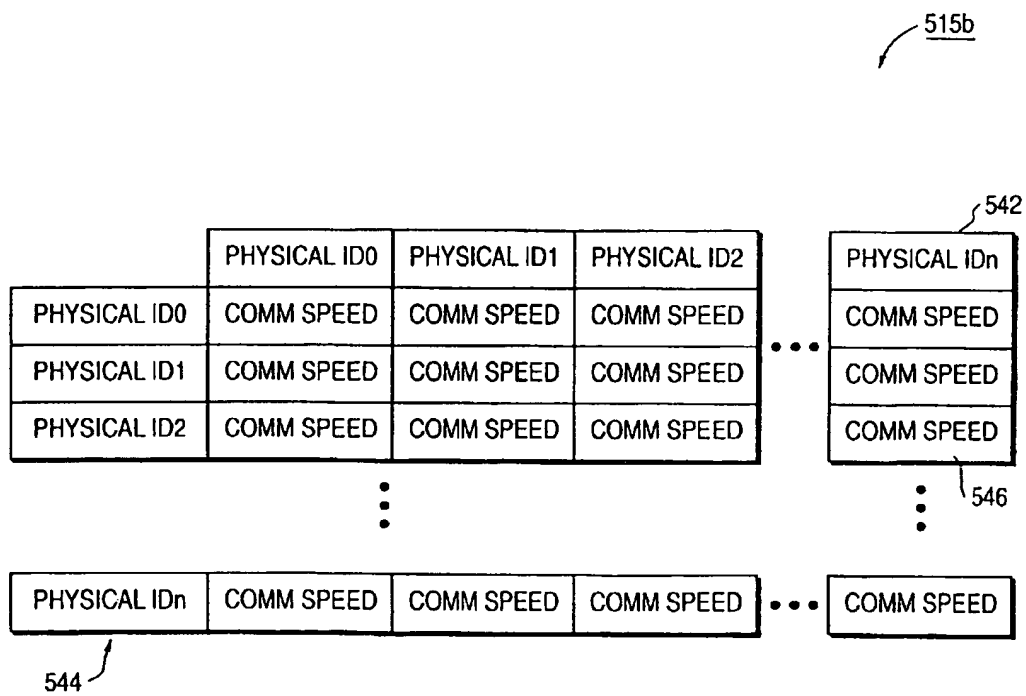 515b
542
PHYSICAL ID0 PHYSICAL ID1 PHYSICAL ID2 PHYSICAL IDn
PHYSICAL ID0 COMM SPEED COMM SPEED COMM SPEED COMM SPEED
PHYSICAL ID1 COMM SPEED COMM SPEED COMM SPEED COMM SPEED
PHYSICAL ID2 COMM SPEED COMM SPEED COMM SPEED COMM SPEED
546
PHYSICAL IDn COMM SPEED COMM SPEED COMM SPEED COMM SPEED
544